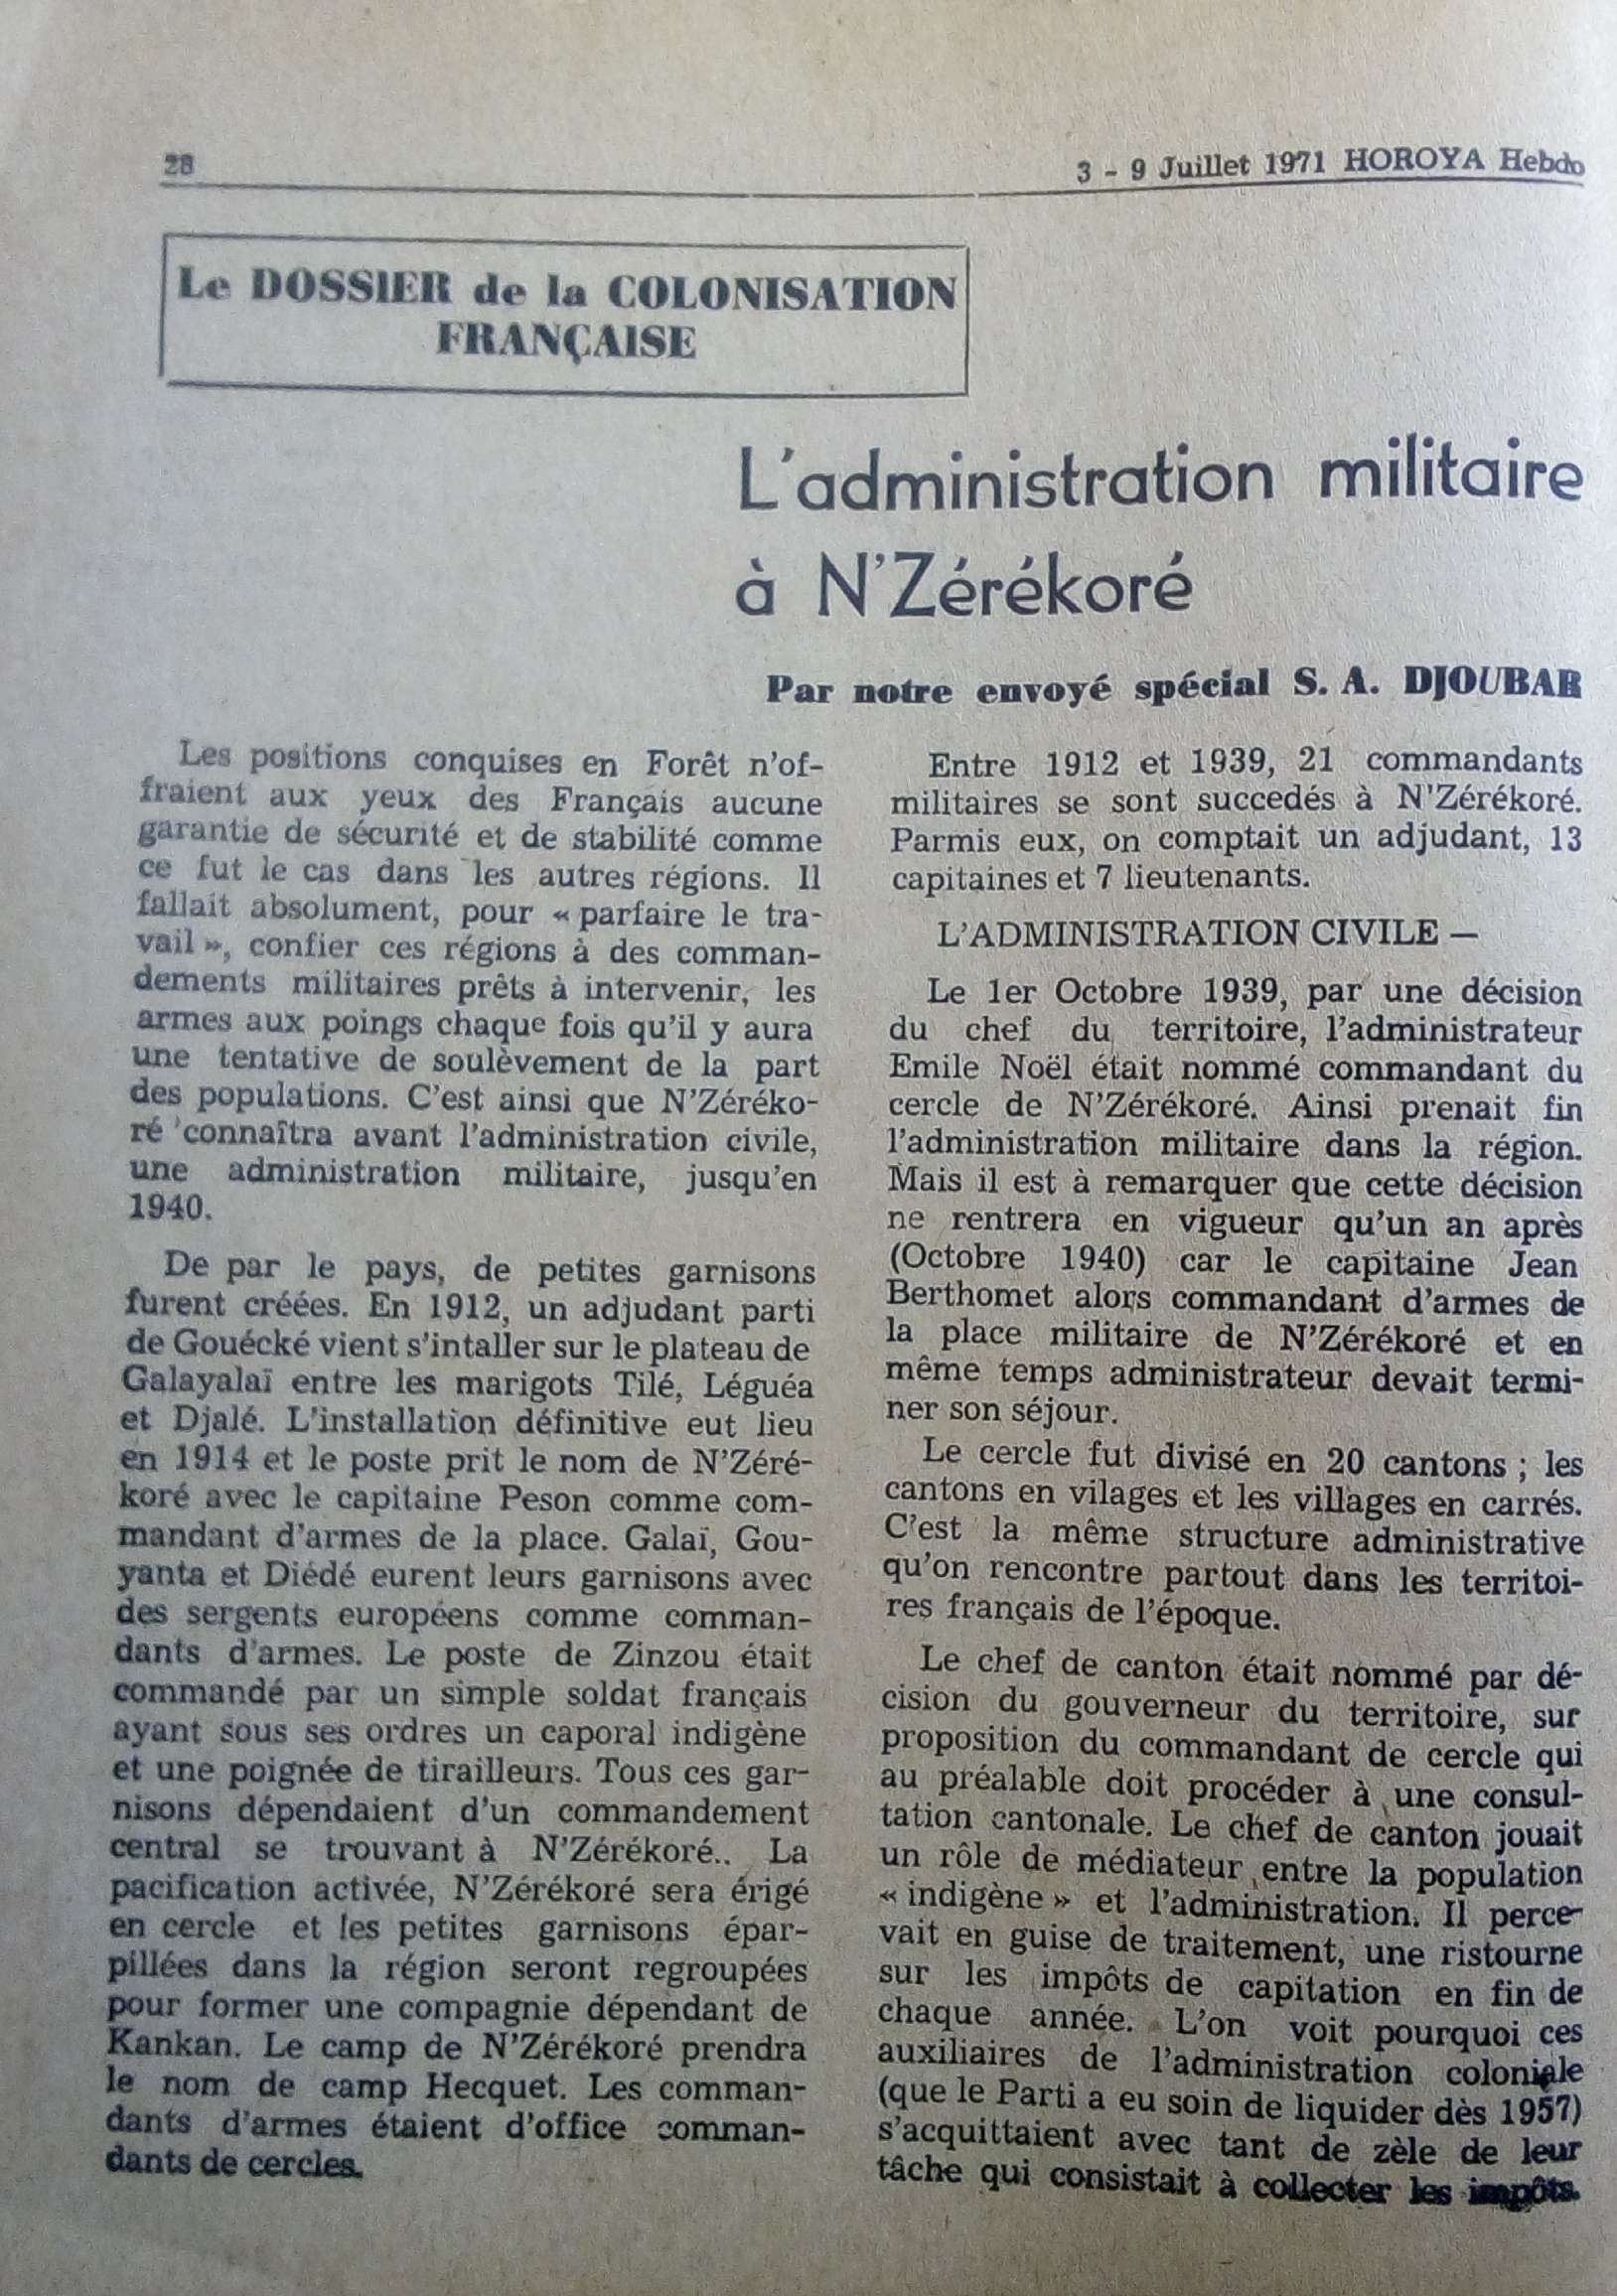 28
3 - 9 Juillet 1971 HOROYA Hebdo
Le DOSSIER de la COLONISATION
FRANÇAISE
L'administration militaire
à N'Zérékoré
Par notre envoyé spécial S. A. DJOUBAR
Les positions conquises en Forêt n'of-
fraient aux yeux des Français aucune
garantie de sécurité et de stabilité comme
ce fut le cas dans les autres régions. Il
fallait absolument, pour « parfaire le tra-
vail », confier ces régions à des comman-
dements militaires prêts à intervenir, les
armes aux poings chaque fois qu'il y aura
une tentative de soulèvement de la part
des populations. C'est ainsi que N'Zéréko-
ré connaîtra avant l'administration civile,
une administration militaire, jusqu'en
1940.
De par le pays, de petites garnisons
furent créées. En 1912, un adjudant parti
de Gouécké vient s'intaller sur le plateau de
Galayalaï entre les marigots Tilé, Léguéa
et Djalé. L'installation définitive eut lieu
en 1914 et le poste prit le nom de N'Zéré-
koré avec le capitaine Peson comme com-
mandant d'armes de la place. Galaï, Gou-
yanta et Diédé eurent leurs garnisons avec
des sergents européens comme comman-
dants d'armes. Le poste de Zinzou était
commandé par un simple soldat français
ayant sous ses ordres un caporal indigène
et une poignée de tirailleurs. Tous ces gar-
nisons dépendaient d'un commandement
central se trouvant à N'Zérékoré.. La
pacification activée, N'Zérékoré sera érigé
en cercle et les petites garnisons épar-
pillées dans la région seront regroupées
pour former une compagnie dépendant de
Kankan. Le camp de N'Zérékoré prendra
le nom de camp Hecquet. Les comman-
dants d'armes étaient d'office comman-
dants de cercles.
Entre 1912 et 1939, 21 commandants
militaires se sont succedés à N'Zérékoré.
Parmis eux, on comptait un adjudant, 13
capitaines et 7 lieutenants.
L'ADMINISTRATION CIVILE —
Le 1er Octobre 1939, par une décision
du chef du territoire, l'administrateur
Emile Noël était nommé commandant du
cercle de N'Zérékoré. Ainsi prenait fin
l'administration militaire dans la région.
Mais il est à remarquer que cette décision
ne rentrera en vigueur qu'un an après
(Octobre 1940) car le capitaine Jean
Berthomet alors commandant d'armes de
la place militaire de N'Zérékoré et en
même temps administrateur devait termi-
ner son séjour.
Le cercle fut divisé en 20 cantons ; les
cantons en vilages et les villages en carrés.
C'est la même structure administrative
qu'on rencontre partout dans les territoi-
res français de l'époque.
Le chef de canton était nommé par dé-
cision du gouverneur du territoire, sur
proposition du commandant de cercle qui
au préalable doit procéder à une consul-
tation cantonale. Le chef de canton jouait
un rôle de médiateur entre la population
« indigène » et l'administration. Il perce-
vait en guise de traitement, une ristourne
sur les impôts de capitation en fin de
chaque année. L'on voit pourquoi ces
auxiliaires de l'administration coloniale
(que le Parti a eu soin de liquider dès 1957)
s'acquittaient avec tant de zèle de leur
tâche qui consistait à collecter les impôts.